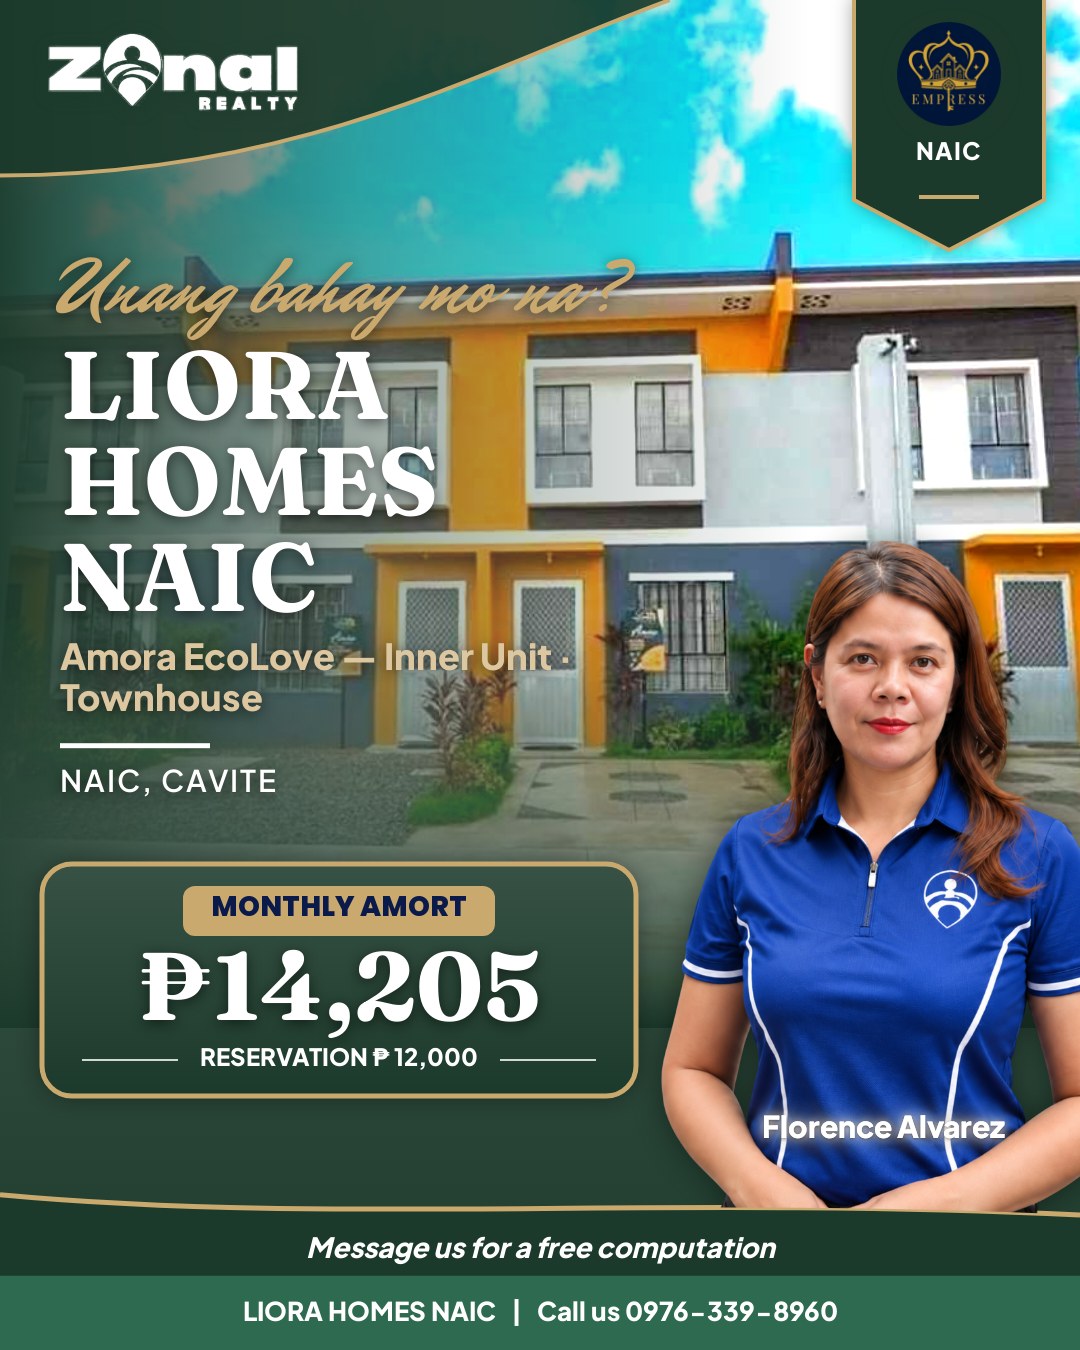 Zonal
REALTY
EMPRESS
NAIC
Unang bahay mo na?
LIORA
HOMES
NAIC
Amora EcoLove — Inner Unit ·
Townhouse
NAIC, CAVITE
MONTHLY AMORT
₱14,205
RESERVATION ₱ 12,000
Florence Alvarez
Message us for a free computation
LIORA HOMES NAIC | Call us 0976-339-8960